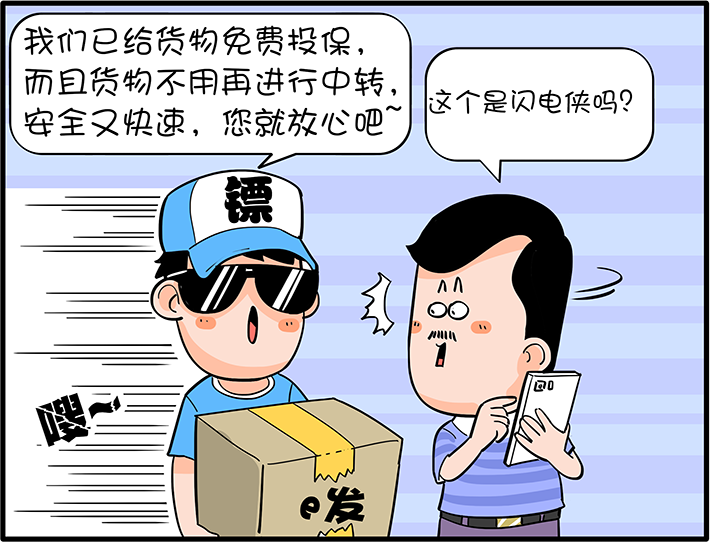 我们已给货物免费投保，
而且货物不用再进行中转，
安全又快速，您就放心吧~
这个是闪电侠吗？
镖
嗖~
e发